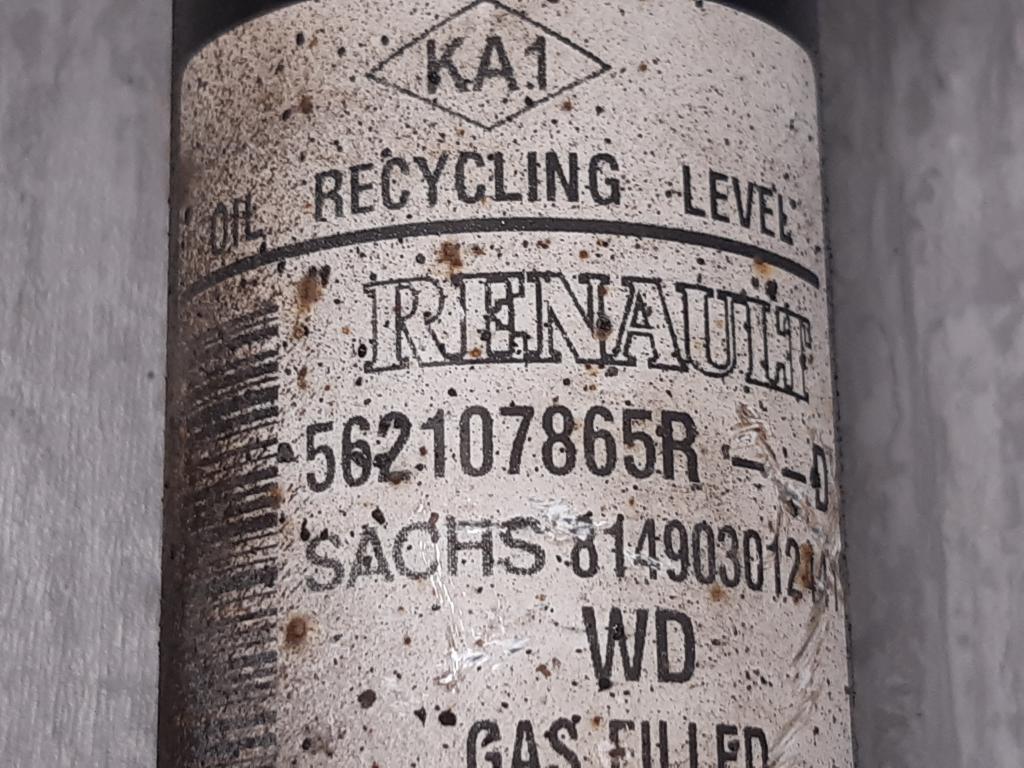 KA1
OIL RECYCLING LEVEL
RENAULT
562107865R - -D
SACHS
WD
GAS FILLED